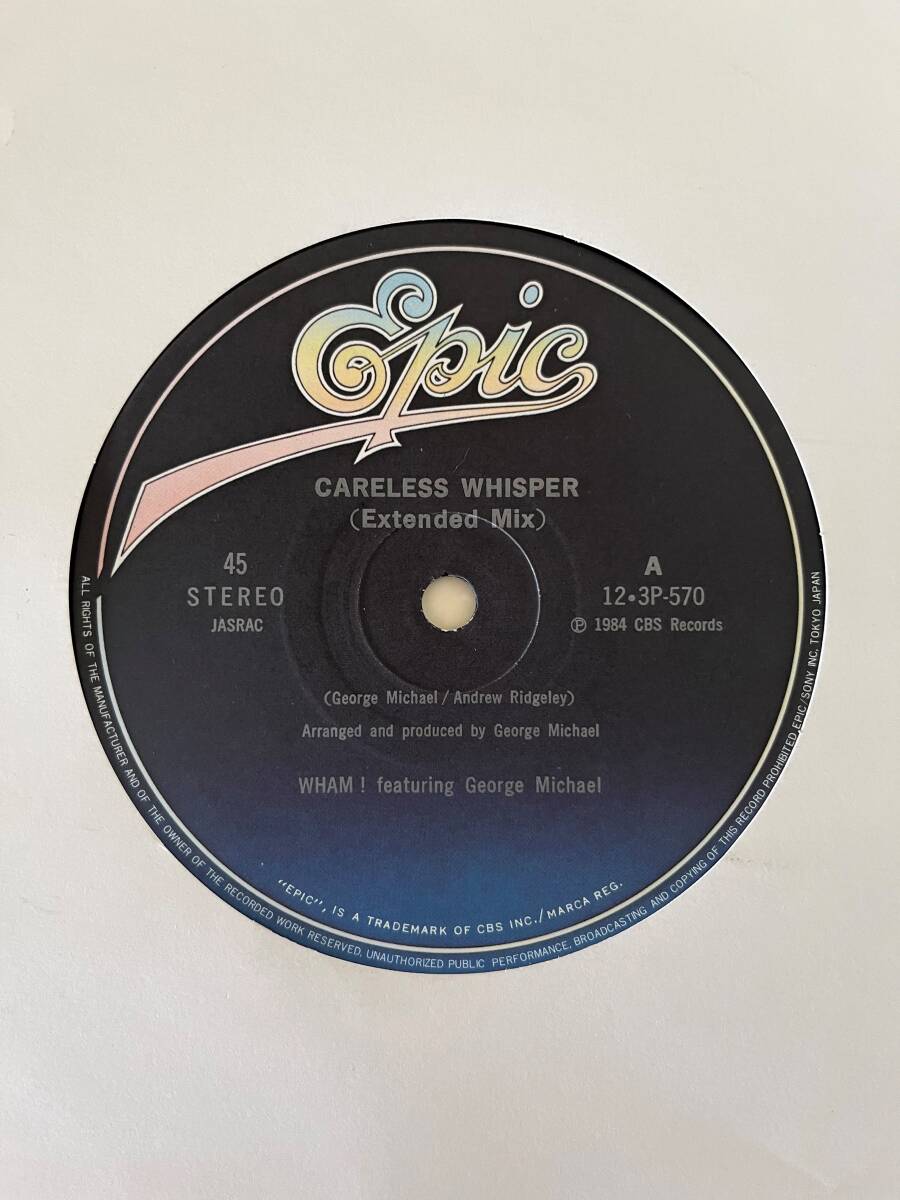 Epic
CARELESS WHISPER
(Extended Mix)
45
STEREO
JASRAC
A
12•3P-570
℗ 1984 CBS Records
(George Michael / Andrew Ridgeley)
Arranged and produced by George Michael
WHAM! featuring George Michael
"EPIC", IS A TRADEMARK OF CBS INC./MARCA REG.
ALL RIGHTS OF THE MANUFACTURER AND OF THE OWNER OF THE RECORDED WORK RESERVED, UNAUTHORIZED PUBLIC PERFORMANCE, BROADCASTING AND COPYING OF THIS RECORD PROHIBITED EPIC/SONY INC. TOKYO JAPAN